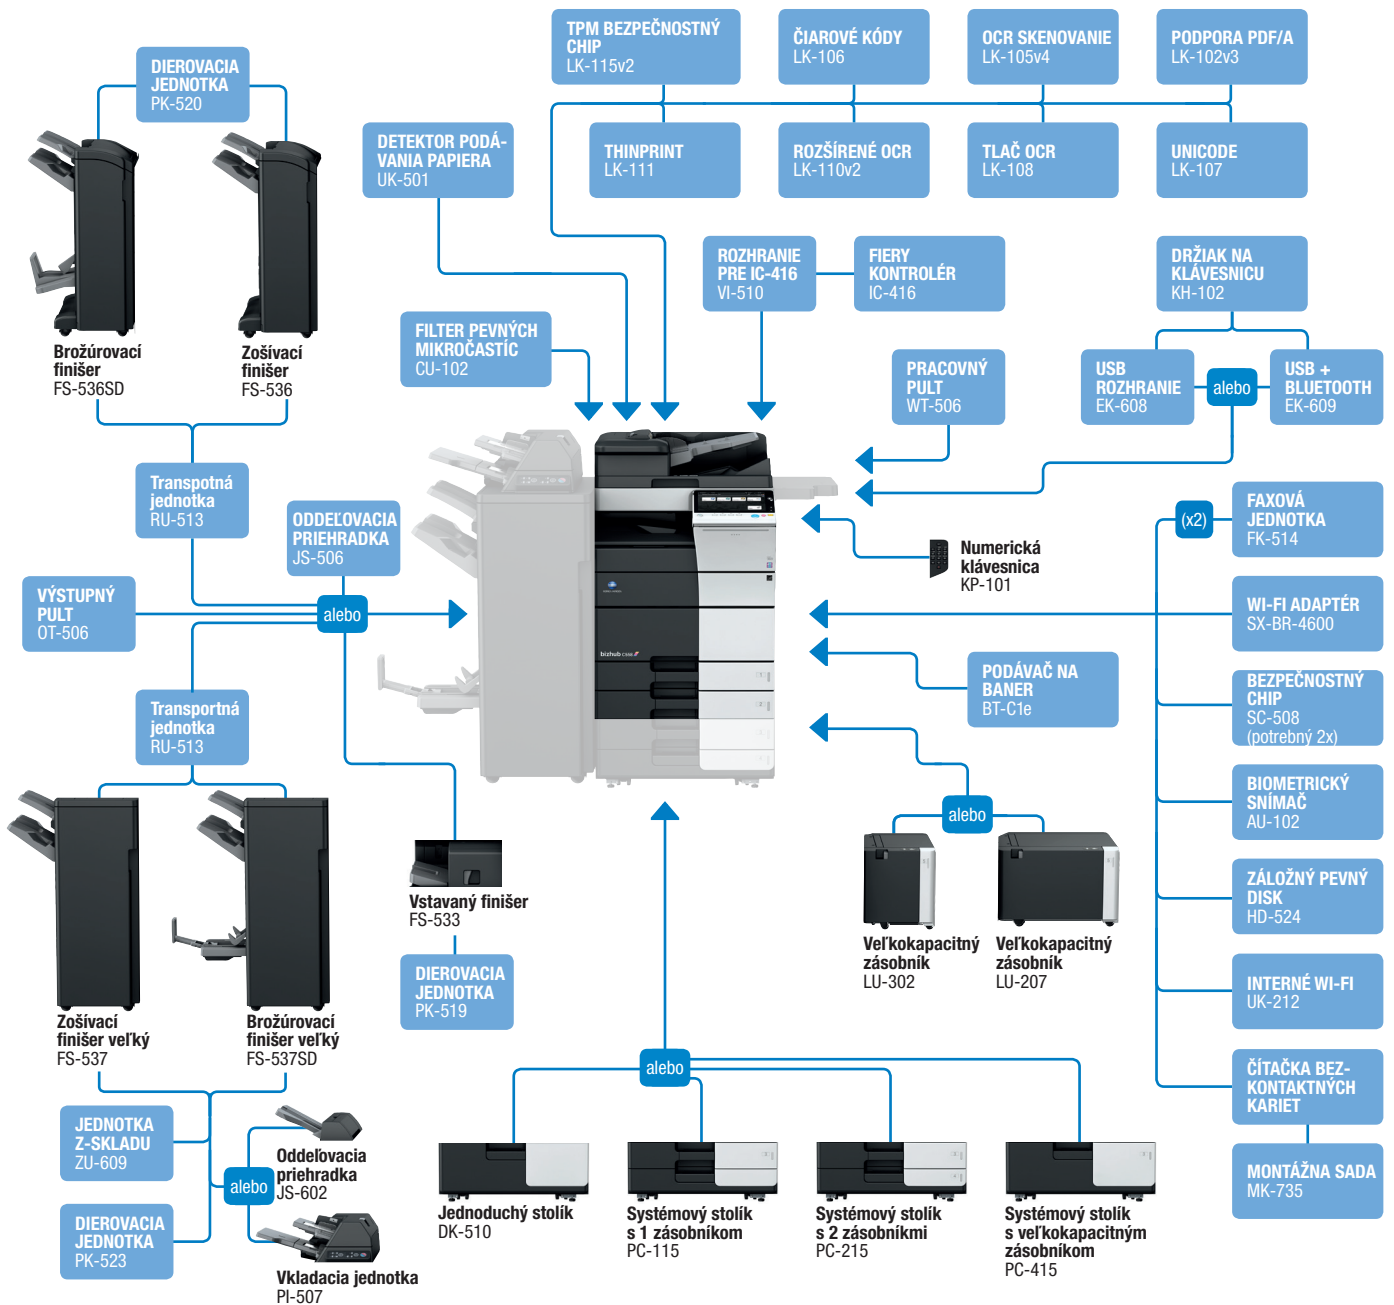 TPM BEZPEČNOSTNÝ
CHIP
LK-115v2
ČIAROVÉ KÓDY
LK-106
OCR SKENOVANIE
LK-105v4
PODPORA PDF/A
LK-102v3
DIEROVACIA
JEDNOTKA
PK-520
DETEKTOR PODÁ-
VANIA PAPIERA
UK-501
THINPRINT
LK-111
ROZŠÍRENÉ OCR
LK-110v2
TLAČ OCR
LK-108
UNICODE
LK-107
ROZHRANIE
PRE IC-416
VI-510
FIERY
KONTROLÉR
IC-416
DRŽIAK NA
KLÁVESNICU
KH-102
FILTER PEVNÝCH
MIKROČASTÍC
CU-102
Brožúrovací
finišer
FS-536SD
Zošívací
finišer
FS-536
PRACOVNÝ
PULT
WT-506
USB
ROZHRANIE
EK-608
alebo
USB +
BLUETOOTH
EK-609
Transpotná
jednotka
RU-513
ODDEĽOVACIA
PRIEHRADKA
JS-506
(x2)
FAXOVÁ
JEDNOTKA
FK-514
Numerická
klávesnica
KP-101
VÝSTUPNÝ
PULT
OT-506
alebo
WI-FI ADAPTÉR
SX-BR-4600
bizhub
PODÁVAČ NA
BANER
BT-C1e
BEZPEČNOSTNÝ
CHIP
SC-508
(potrebný 2x)
Transportná
jednotka
RU-513
BIOMETRICKÝ
SNÍMAČ
AU-102
alebo
Vstavaný finišer
FS-533
ZÁLOŽNÝ PEVNÝ
DISK
HD-524
Veľkokapacitný
zásobník
LU-302
Veľkokapacitný
zásobník
LU-207
DIEROVACIA
JEDNOTKA
PK-519
INTERNÉ WI-FI
UK-212
Zošívací
finišer veľký
FS-537
Brožúrovací
finišer veľký
FS-537SD
alebo
ČÍTAČKA BEZ-
KONTAKTNÝCH
KARIET
JEDNOTKA
Z-SKLADU
ZU-609
Oddeľovacia
priehradka
JS-602
alebo
MONTÁŽNA SADA
MK-735
DIEROVACIA
JEDNOTKA
PK-523
Vkladacia jednotka
PI-507
Jednoduchý stolík
DK-510
Systémový stolík
s 1 zásobníkom
PC-115
Systémový stolík
s 2 zásobníkmi
PC-215
Systémový stolík
s veľkokapacitným
zásobníkom
PC-415